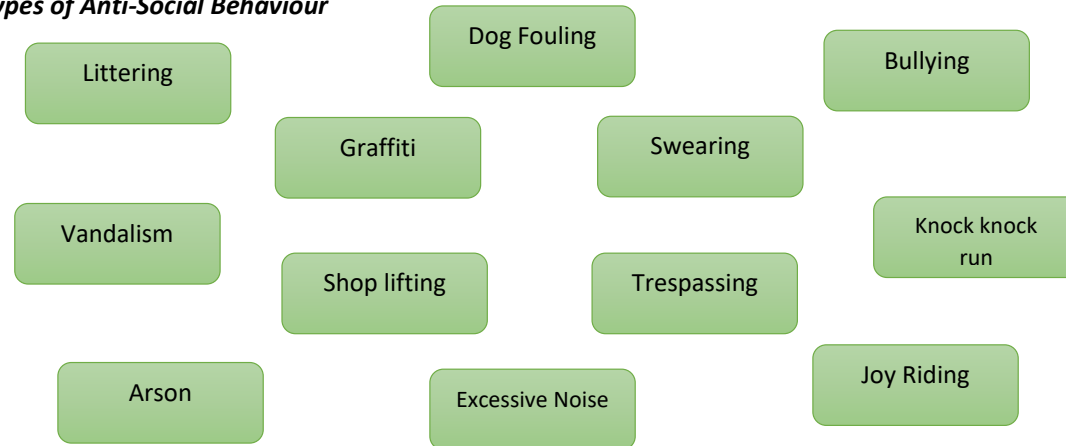 ypes of Anti-Social Behaviour
Dog Fouling
Littering
Bullying
Graffiti
Swearing
Vandalism
Knock knock
run
Shop lifting
Trespassing
Arson
Excessive Noise
Joy Riding